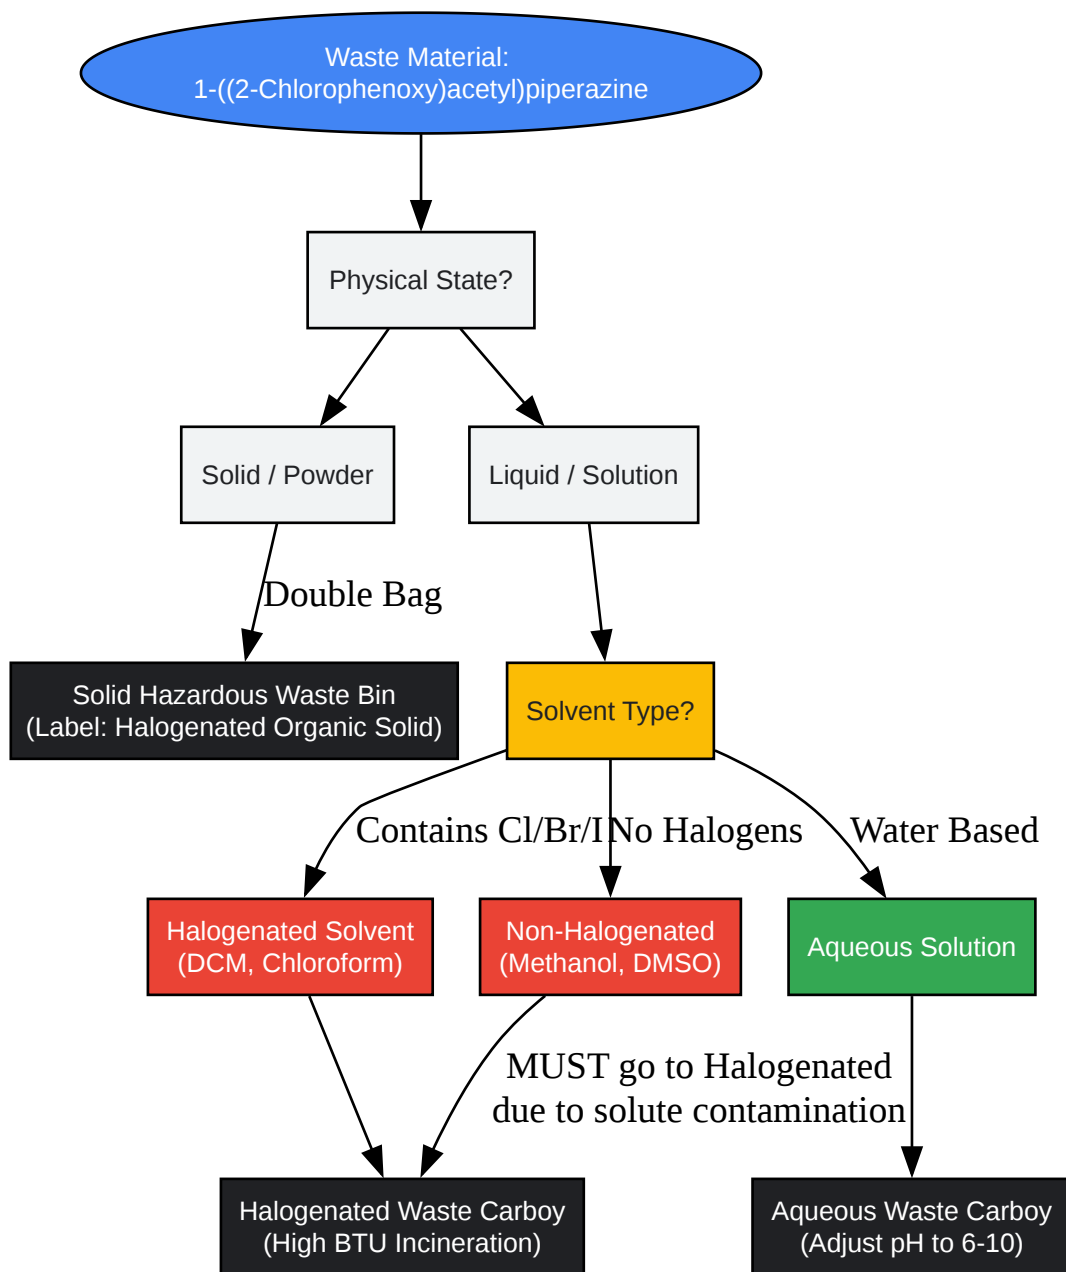 Waste Material:
1-((2-Chlorophenoxy)acetyl)piperazine
Physical State?
Solid / Powder
Liquid / Solution
Double Bag
Solid Hazardous Waste Bin
(Label: Halogenated Organic Solid)
Solvent Type?
Contains Cl/Br/I
No Halogens
Water Based
Halogenated Solvent
(DCM, Chloroform)
Non-Halogenated
(Methanol, DMSO)
Aqueous Solution
MUST go to Halogenated
due to solute contamination
Halogenated Waste Carboy
(High BTU Incineration)
Aqueous Waste Carboy
(Adjust pH to 6-10)